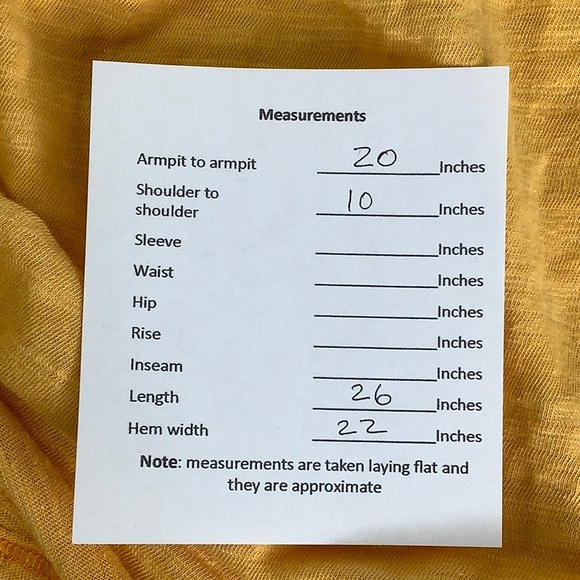 Measurements
Armpit to armpit 20 Inches
Shoulder to
shoulder 10 Inches
Sleeve Inches
Waist Inches
Hip Inches
Rise Inches
Inseam Inches
Length 26 Inches
Hem width 22 Inches
Note: measurements are taken laying flat and
they are approximate